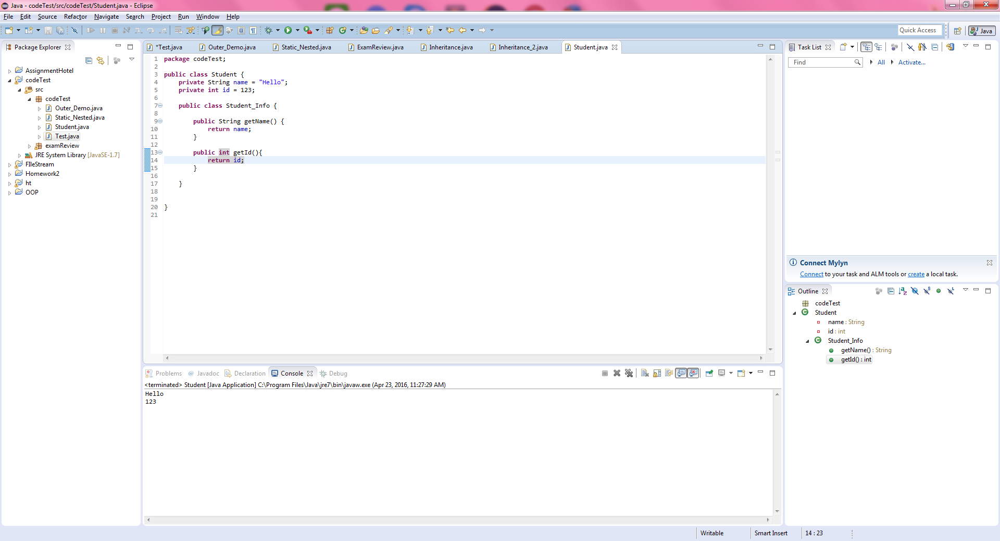 Java - codeTest/src/codeTest/Student.java - Eclipse
File Edit Source Refactor Navigate Search Project Run Window Help
Quick Access
Java
Package Explorer
AssignmentHotel
codeTest
src
codeTest
Outer_Demo.java
Static_Nested.java
Student.java
Test.java
examReview
JRE System Library [JavaSE-1.7]
FIleStream
Homework2
ht
OOP
*Test.java Outer_Demo.java Static_Nested.java ExamReview.java Inheritance.java Inheritance_2.java Student.java
1 package codeTest;
2
3 public class Student {
4 private String name = "Hello";
5 private int id = 123;
6
7 public class Student_Info {
8
9 public String getName() {
10 return name;
11 }
12
13 public int getId(){
14 return id;
15 }
16
17 }
18
19
20 }
21
Problems @ Javadoc Declaration Console Debug
<terminated> Student [Java Application] C:\Program Files\Java\jre7\bin\javaw.exe (Apr 23, 2016, 11:27:29 AM)
Hello
123
Task List
Find All Activate...
Connect Mylyn
Connect to your task and ALM tools or create a local task.
Outline
codeTest
Student
name : String
id : int
Student_Info
getName() : String
getId() : int
Writable Smart Insert 14 : 23